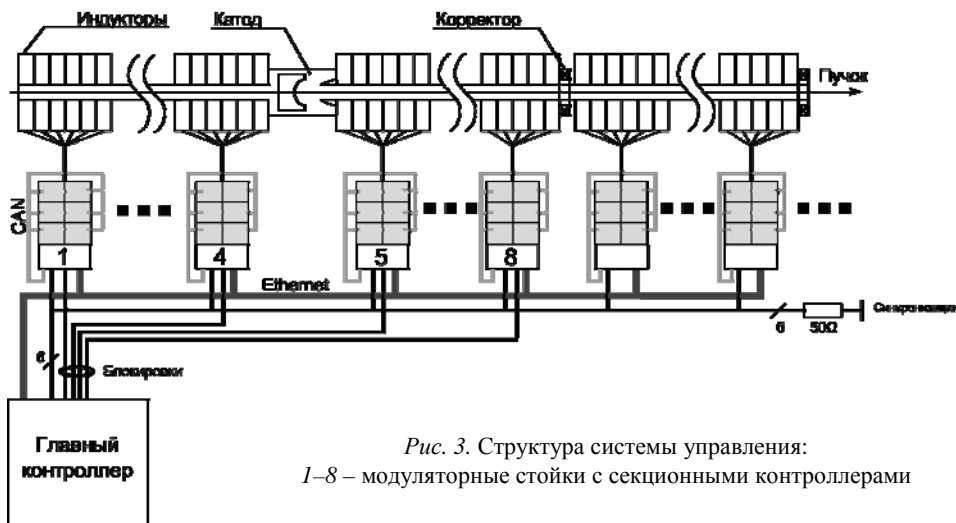 Индукторы Катод Корректор
Пучок
CAN
1 4 5 8
Ethernet
6 50Ω Синхронизация
6
Блокировки
Главный
контроллер
Рис. 3. Структура системы управления:
1–8 – модуляторные стойки с секционными контроллерами